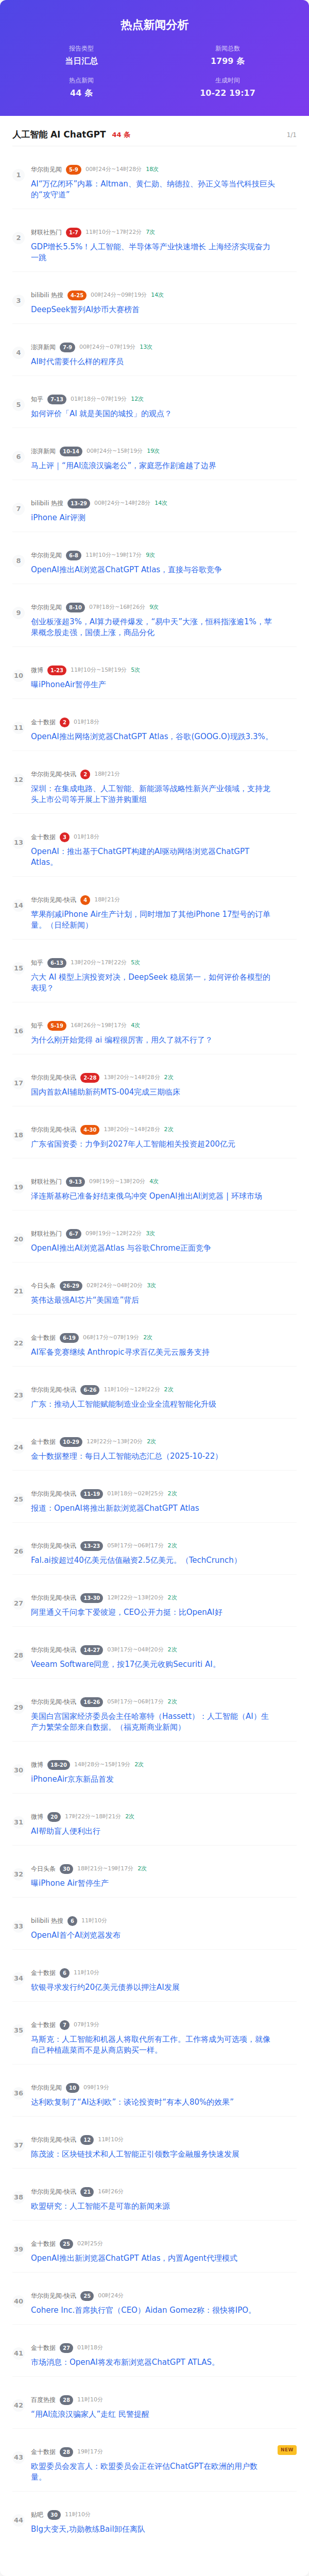 热点新闻分析
报告类型
新闻总数
当日汇总
1799 条
热点新闻
生成时间
44 条
10-22 19:17
人工智能 AI ChatGPT 44 条 1/1
1
华尔街见闻 5-9 00时24分~14时28分 18次
AI“万亿闭环”内幕：Altman、黄仁勋、纳德拉、孙正义等当代科技巨头
的“攻守道”
2
财联社热门 1-7 11时10分~17时22分 7次
GDP增长5.5%！人工智能、半导体等产业快速增长 上海经济实现奋力
一跳
3
bilibili 热搜 4-25 00时24分~09时19分 14次
DeepSeek暂列AI炒币大赛榜首
4
澎湃新闻 7-9 00时24分~07时19分 13次
AI时代需要什么样的程序员
5
知乎 7-13 01时18分~07时19分 12次
如何评价「AI 就是美国的城投」的观点？
6
澎湃新闻 10-14 00时24分~15时19分 19次
马上评｜“用AI流浪汉骗老公”，家庭恶作剧逾越了边界
7
bilibili 热搜 13-29 00时24分~14时28分 14次
iPhone Air评测
8
华尔街见闻 6-8 11时10分~19时17分 9次
OpenAI推出AI浏览器ChatGPT Atlas，直接与谷歌竞争
9
华尔街见闻 8-10 07时18分~16时26分 9次
创业板涨超3%，AI算力硬件爆发，“易中天”大涨，恒科指涨逾1%，苹
果概念股走强，国债上涨，商品分化
10
微博 1-23 11时10分~15时19分 5次
曝iPhoneAir暂停生产
11
金十数据 2 01时18分
OpenAI推出网络浏览器ChatGPT Atlas，谷歌(GOOG.O)现跌3.3%。
12
华尔街见闻-快讯 2 18时21分
深圳：在集成电路、人工智能、新能源等战略性新兴产业领域，支持龙
头上市公司等开展上下游并购重组
13
金十数据 3 01时18分
OpenAI：推出基于ChatGPT构建的AI驱动网络浏览器ChatGPT
Atlas。
14
华尔街见闻-快讯 4 18时21分
苹果削减iPhone Air生产计划，同时增加了其他iPhone 17型号的订单
量。（日经新闻）
15
知乎 6-13 13时20分~17时22分 5次
六大 AI 模型上演投资对决，DeepSeek 稳居第一，如何评价各模型的
表现？
16
知乎 5-19 16时26分~19时17分 4次
为什么刚开始觉得 ai 编程很厉害，用久了就不行了？
17
华尔街见闻-快讯 2-28 13时20分~14时28分 2次
国内首款AI辅助新药MTS-004完成三期临床
18
华尔街见闻-快讯 4-30 13时20分~14时28分 2次
广东省国资委：力争到2027年人工智能相关投资超200亿元
19
财联社热门 9-13 09时19分~13时20分 4次
泽连斯基称已准备好结束俄乌冲突 OpenAI推出AI浏览器 | 环球市场
20
财联社热门 6-7 09时19分~12时22分 3次
OpenAI推出AI浏览器Atlas 与谷歌Chrome正面竞争
21
今日头条 26-29 02时24分~04时20分 3次
英伟达最强AI芯片“美国造”背后
22
金十数据 6-19 06时17分~07时19分 2次
AI军备竞赛继续 Anthropic寻求百亿美元云服务支持
23
华尔街见闻-快讯 6-26 11时10分~12时22分 2次
广东：推动人工智能赋能制造业企业全流程智能化升级
24
金十数据 10-29 12时22分~13时20分 2次
金十数据整理：每日人工智能动态汇总（2025-10-22）
25
华尔街见闻-快讯 11-19 01时18分~02时25分 2次
报道：OpenAI将推出新款浏览器ChatGPT Atlas
26
华尔街见闻-快讯 13-23 05时17分~06时17分 2次
Fal.ai按超过40亿美元估值融资2.5亿美元。（TechCrunch）
27
华尔街见闻-快讯 13-30 12时22分~13时20分 2次
阿里通义千问拿下爱彼迎，CEO公开力挺：比OpenAI好
28
华尔街见闻-快讯 14-27 03时17分~04时20分 2次
Veeam Software同意，按17亿美元收购Securiti AI。
29
华尔街见闻-快讯 16-26 05时17分~06时17分 2次
美国白宫国家经济委员会主任哈塞特（Hassett）：人工智能（AI）生
产力繁荣全部来自数据。（福克斯商业新闻）
30
微博 18-20 14时28分~15时19分 2次
iPhoneAir京东新品首发
31
微博 20 17时22分~18时21分 2次
AI帮助盲人便利出行
32
今日头条 30 18时21分~19时17分 2次
曝iPhone Air暂停生产
33
bilibili 热搜 6 11时10分
OpenAI首个AI浏览器发布
34
金十数据 6 11时10分
软银寻求发行约20亿美元债券以押注AI发展
35
金十数据 7 07时19分
马斯克：人工智能和机器人将取代所有工作。工作将成为可选项，就像
自己种植蔬菜而不是从商店购买一样。
36
华尔街见闻 10 09时19分
达利欧复制了“AI达利欧”：谈论投资时“有本人80%的效果”
37
华尔街见闻-快讯 12 11时10分
陈茂波：区块链技术和人工智能正引领数字金融服务快速发展
38
华尔街见闻-快讯 21 16时26分
欧盟研究：人工智能不是可靠的新闻来源
39
金十数据 25 02时25分
OpenAI推出新浏览器ChatGPT Atlas，内置Agent代理模式
40
华尔街见闻-快讯 25 00时24分
Cohere Inc.首席执行官（CEO）Aidan Gomez称：很快将IPO。
41
金十数据 27 01时18分
市场消息：OpenAI将发布新浏览器ChatGPT ATLAS。
42
百度热搜 28 11时10分
“用AI流浪汉骗家人”走红 民警提醒
43
金十数据 28 19时17分 NEW
欧盟委员会发言人：欧盟委员会正在评估ChatGPT在欧洲的用户数
量。
44
贴吧 30 11时10分
Blg大变天,功勋教练Bail卸任离队